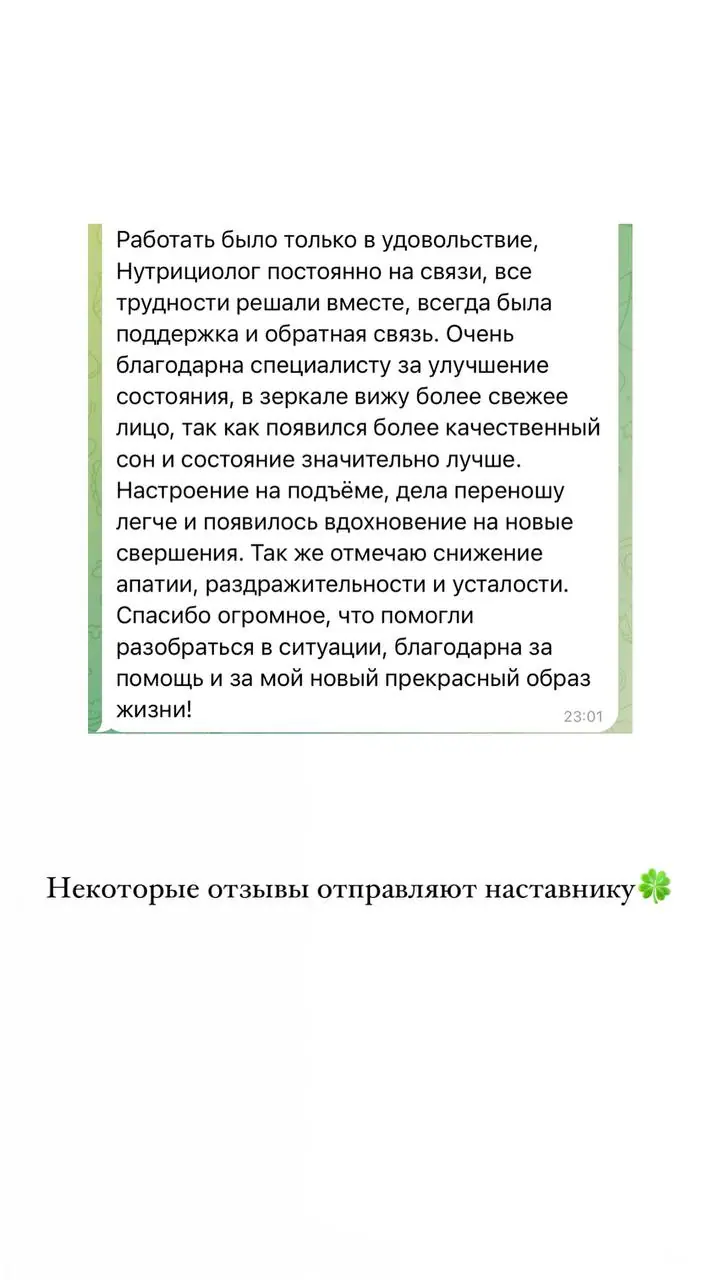 Работать было только в удовольствие,
Нутрициолог постоянно на связи, все
трудности решали вместе, всегда была
поддержка и обратная связь. Очень
благодарна специалисту за улучшение
состояния, в зеркале вижу более свежее
лицо, так как появился более качественный
сон и состояние значительно лучше.
Настроение на подъёме, дела переношу
легче и появилось вдохновение на новые
свершения. Так же отмечаю снижение
апатии, раздражительности и усталости.
Спасибо огромное, что помогли
разобраться в ситуации, благодарна за
помощь и за мой новый прекрасный образ
жизни!
23:01
Некоторые отзывы отправляют наставнику🍀